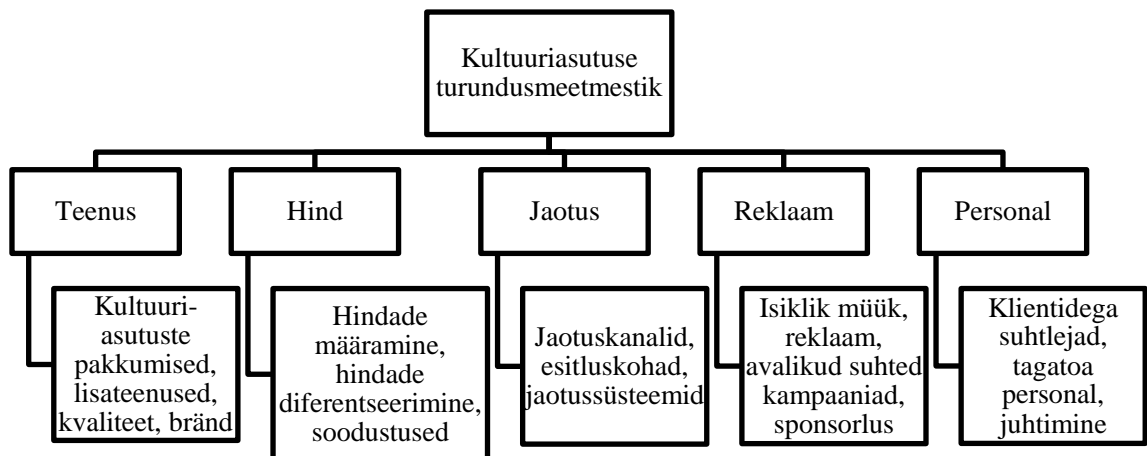 Kultuuriasutuse
turundusmeetmestik
Teenus
Hind
Jaotus
Reklaam
Personal
Kultuuri-
asutuste
pakkumised,
lisateenused,
kvaliteet, bränd
Hindade
määramine,
hindade
diferentseerimine,
soodustused
Jaotuskanalid,
esitluskohad,
jaotussüsteemid
Isiklik müük,
reklaam,
avalikud suhted
kampaaniad,
sponsorlus
Klientidega
suhtlejad,
tagatoa
personal,
juhtimine